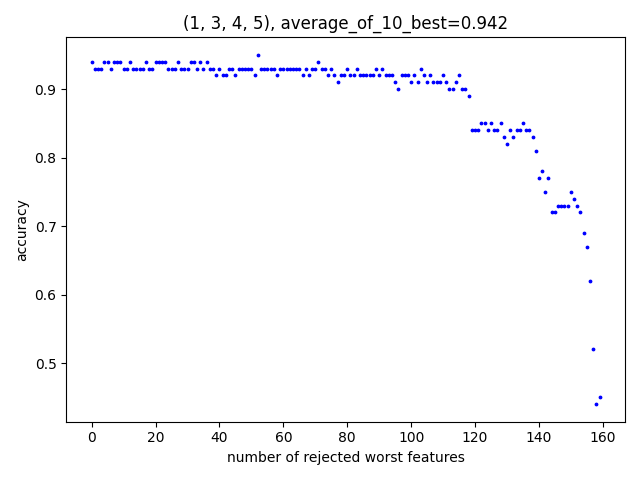 (1, 3, 4, 5), average_of_10_best=0.942
accuracy
0.9
0.8
0.7
0.6
0.5
0 20 40 60 80 100 120 140 160
number of rejected worst features